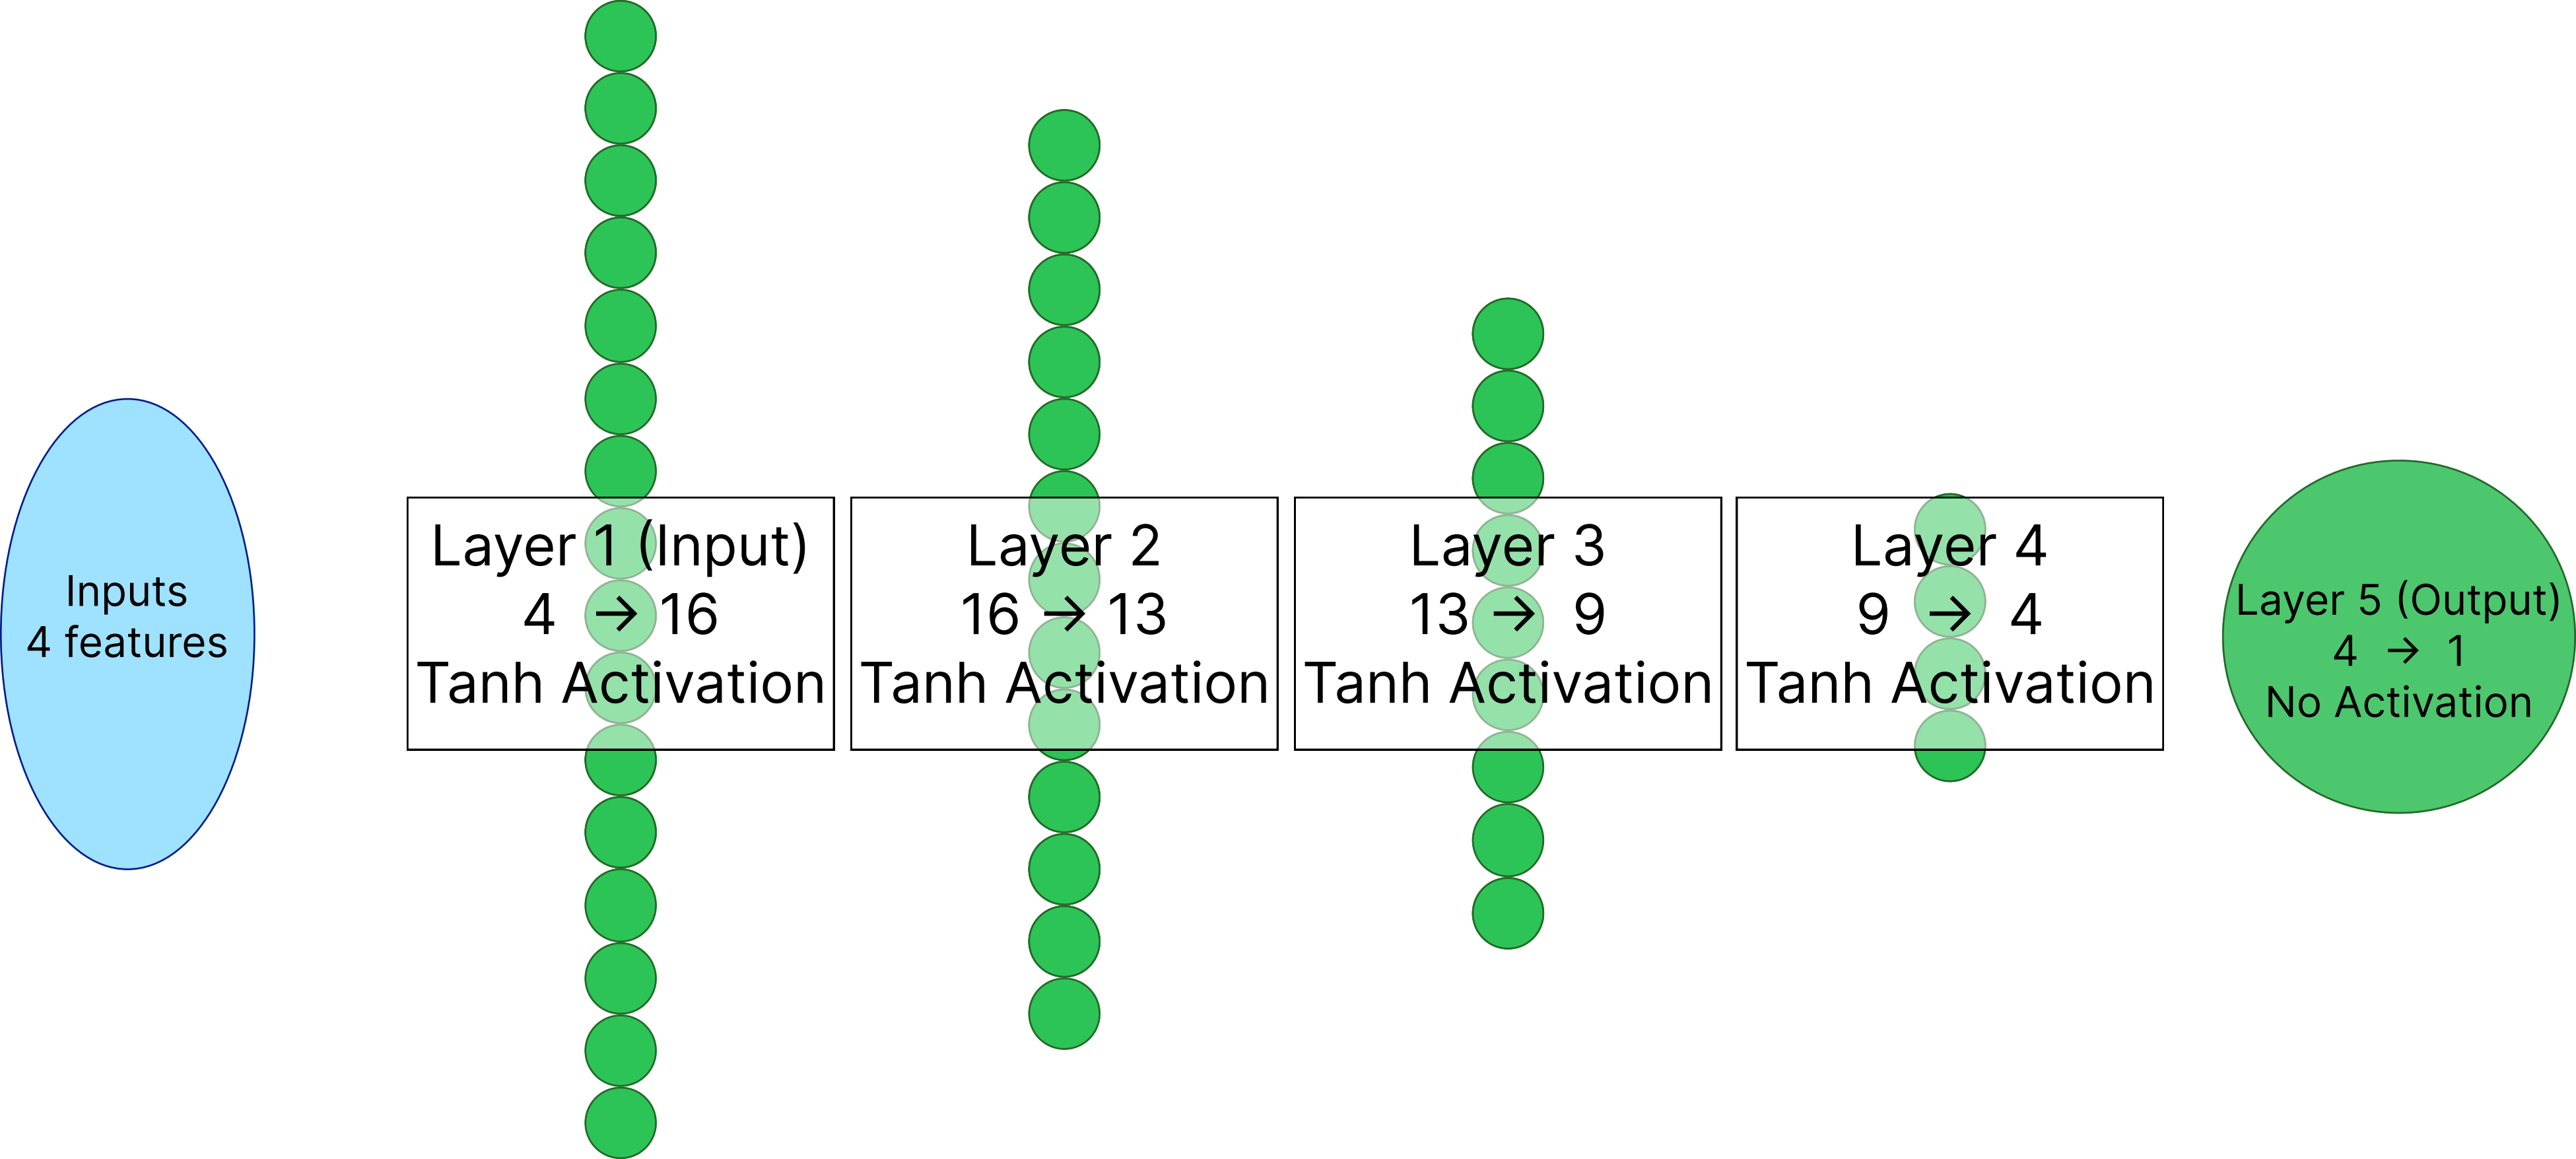 Inputs
4 features
Layer 1 (Input)
4 → 16
Tanh Activation
Layer 2
16 → 13
Tanh Activation
Layer 3
13 → 9
Tanh Activation
Layer 4
9 → 4
Tanh Activation
Layer 5 (Output)
4 → 1
No Activation